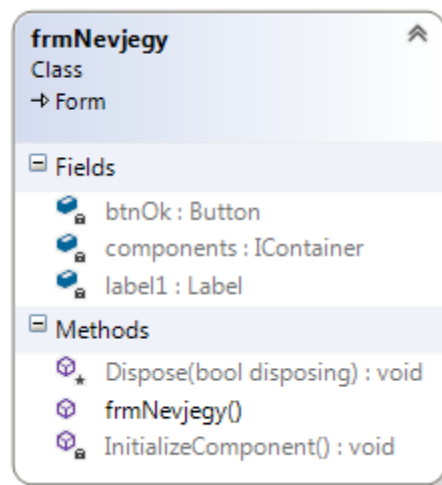 frmNevjegy
Class
Form
Fields
btnOk : Button
components : IContainer
label1 : Label
Methods
Dispose(bool disposing) : void
frmNevjegy()
InitializeComponent() : void